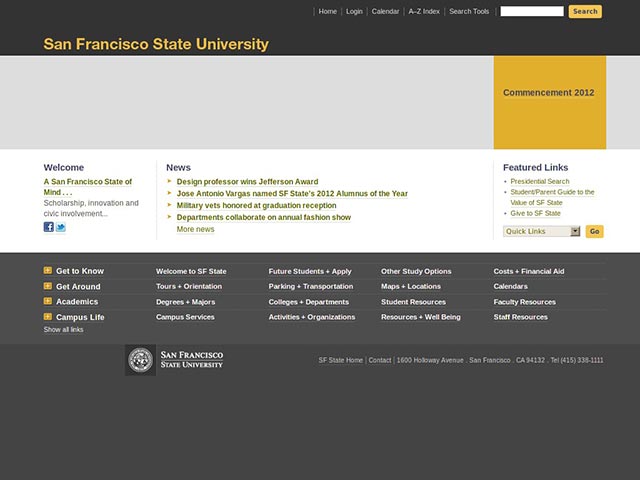 Home Login Calendar A–Z Index Search Tools Search
San Francisco State University
Commencement 2012
Welcome
A San Francisco State of
Mind . . .
Scholarship, innovation and
civic involvement...
News
Design professor wins Jefferson Award
Jose Antonio Vargas named SF State's 2012 Alumnus of the Year
Military vets honored at graduation reception
Departments collaborate on annual fashion show
More news
Featured Links
Presidential Search
Student/Parent Guide to the
Value of SF State
Give to SF State
Quick Links Go
Get to Know Welcome to SF State Future Students + Apply Other Study Options Costs + Financial Aid
Get Around Tours + Orientation Parking + Transportation Maps + Locations Calendars
Academics Degrees + Majors Colleges + Departments Student Resources Faculty Resources
Campus Life Campus Services Activities + Organizations Resources + Well Being Staff Resources
Show all links
San Francisco
State University
SF State Home Contact 1600 Holloway Avenue . San Francisco . CA 94132 . Tel (415) 338-1111